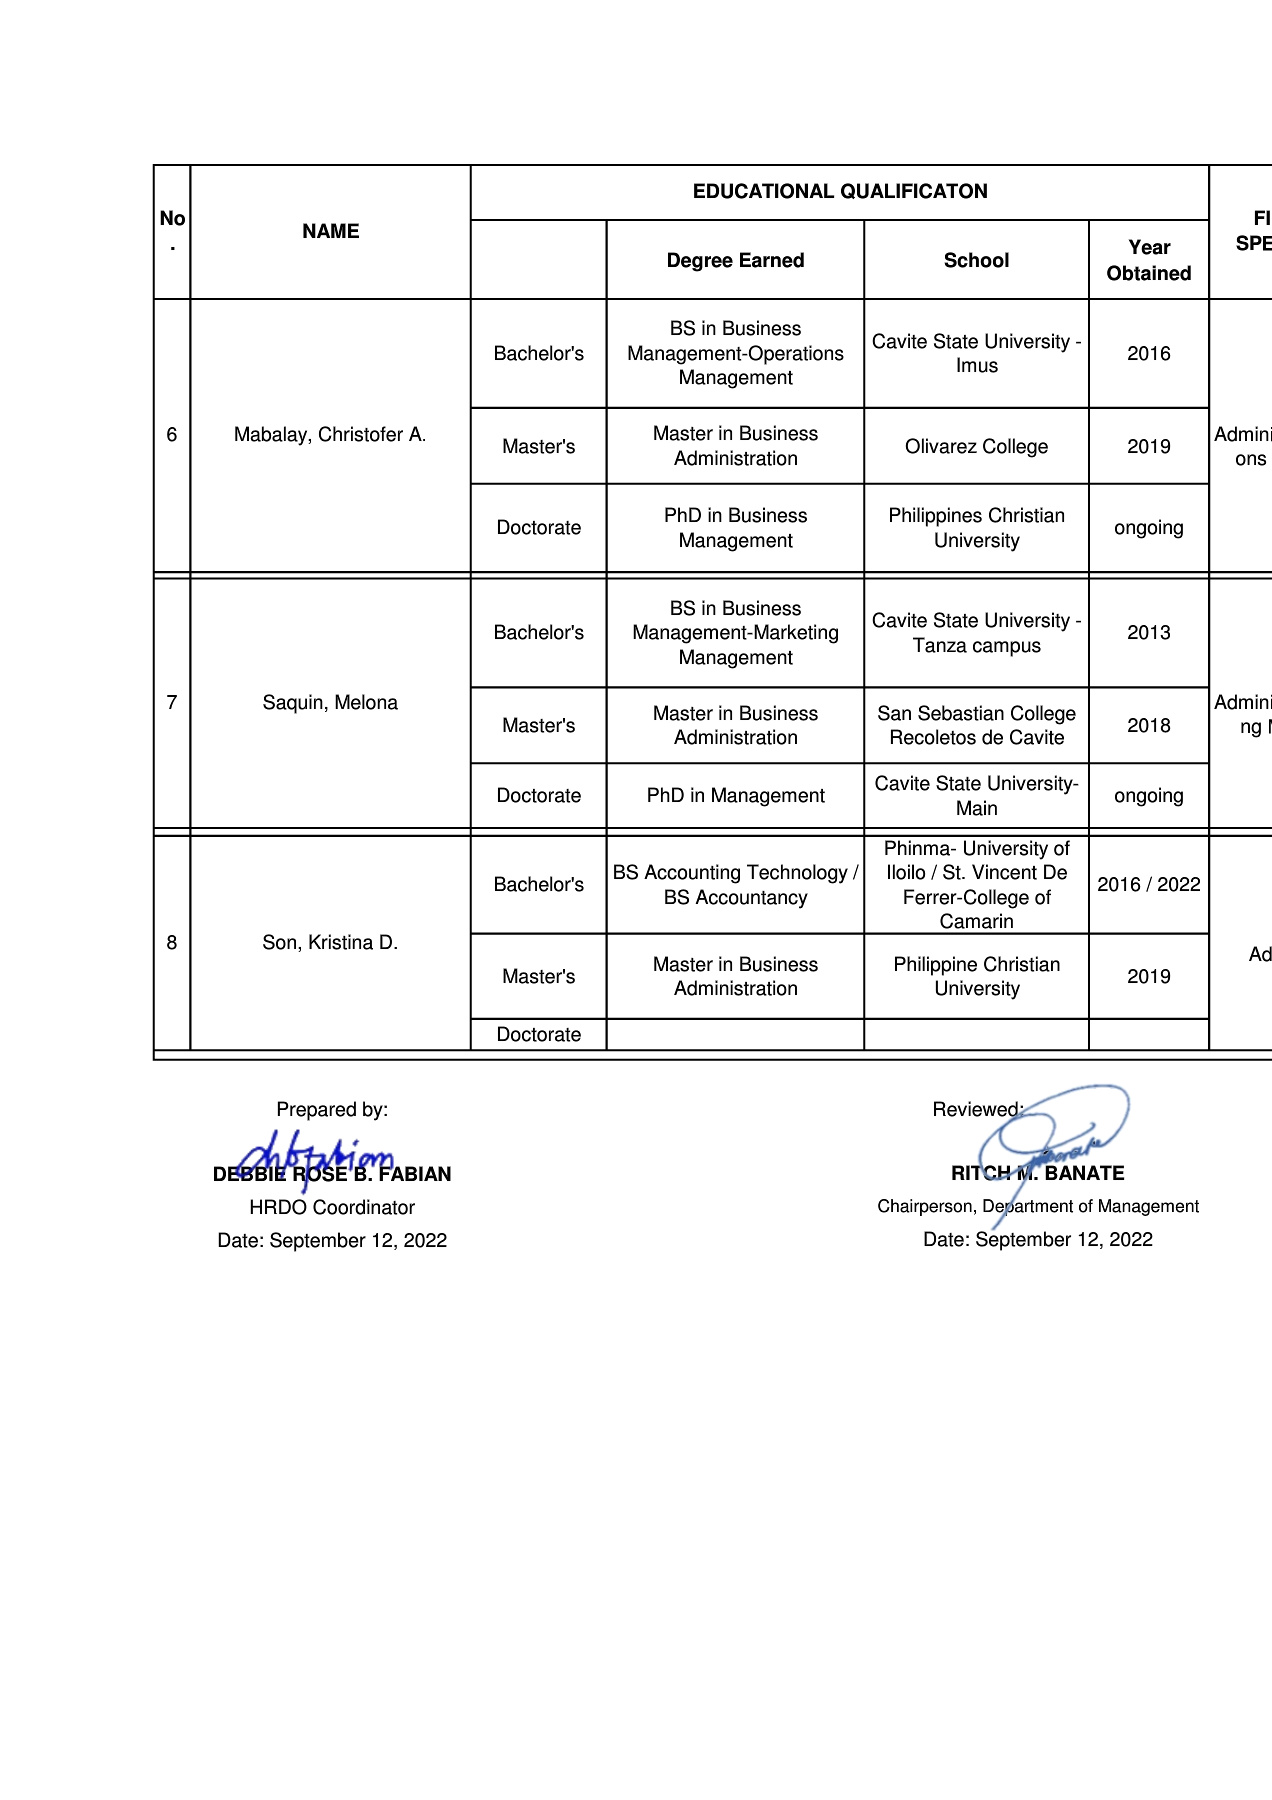 EDUCATIONAL QUALIFICATON
No
.
NAME
FI
SPE
Degree Earned
School
Year
Obtained
6
Mabalay, Christofer A.
Bachelor's
BS in Business
Management-Operations
Management
Cavite State University -
Imus
2016
Master's
Master in Business
Administration
Olivarez College
2019
Doctorate
PhD in Business
Management
Philippines Christian
University
ongoing
Admini
ons
7
Saquin, Melona
Bachelor's
BS in Business
Management-Marketing
Management
Cavite State University -
Tanza campus
2013
Master's
Master in Business
Administration
San Sebastian College
Recoletos de Cavite
2018
Doctorate
PhD in Management
Cavite State University-
Main
ongoing
Admini
ng M
8
Son, Kristina D.
Bachelor's
BS Accounting Technology /
BS Accountancy
Phinma- University of
Iloilo / St. Vincent De
Ferrer-College of
Camarin
2016 / 2022
Master's
Master in Business
Administration
Philippine Christian
University
2019
Doctorate
Ad
Prepared by:
DEBBIE ROSE B. FABIAN
HRDO Coordinator
Date: September 12, 2022
Reviewed:
RITCH M. BANATE
Chairperson, Department of Management
Date: September 12, 2022